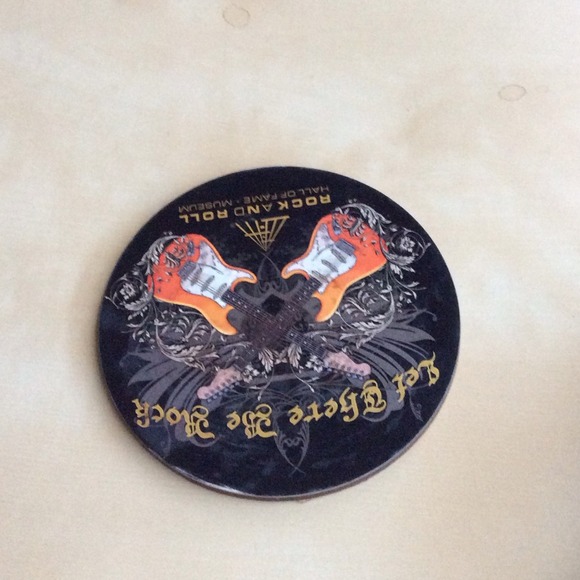 Let There Be Rock
ROCK AND ROLL
HALL OF FAME + MUSEUM